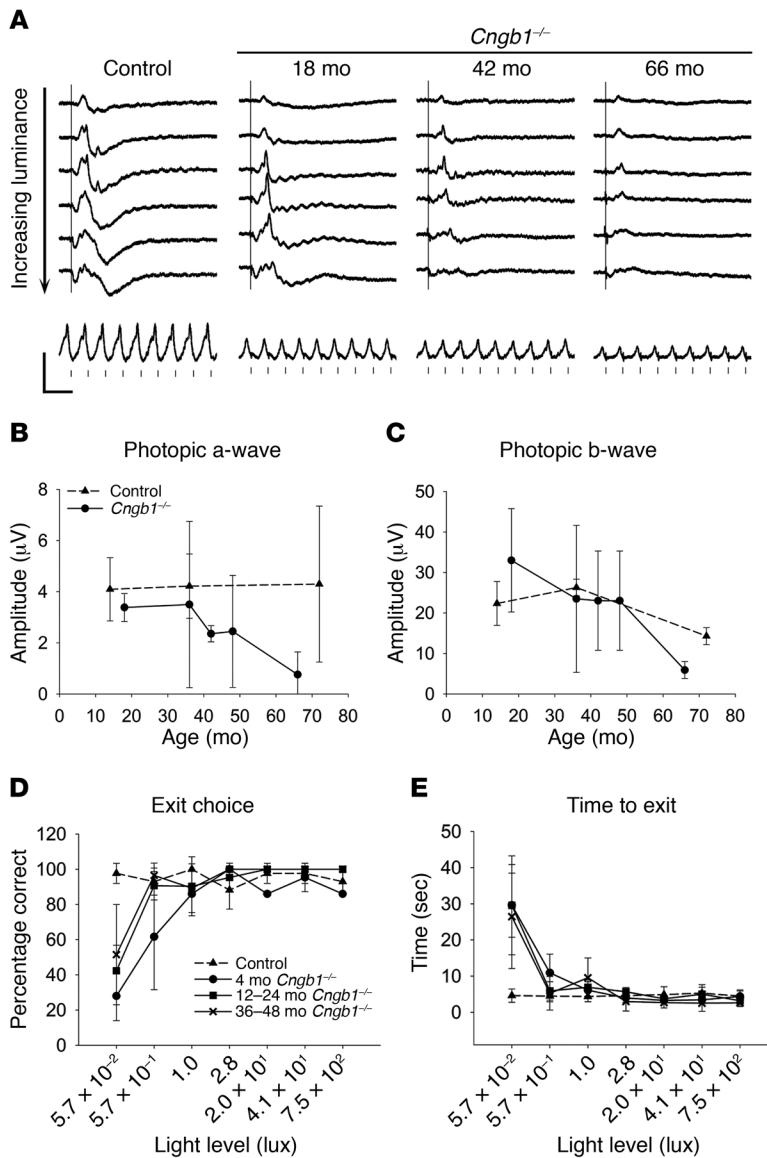 A
Cngb1−/−
Control
18 mo
42 mo
66 mo
Increasing luminance
B
Photopic a-wave
Amplitude (μV)
8
6
4
2
0
Control
Cngb1−/−
0 10 20 30 40 50 60 70 80
Age (mo)
C
Photopic b-wave
Amplitude (μV)
50
40
30
20
10
0
0 10 20 30 40 50 60 70 80
Age (mo)
D
Exit choice
Percentage correct
120
100
80
60
40
20
0
Control
4 mo Cngb1−/−
12–24 mo Cngb1−/−
36–48 mo Cngb1−/−
5.7 × 10⁻²
5.7 × 10⁻¹
1.0
2.8
2.0 × 10¹
4.1 × 10¹
7.5 × 10²
Light level (lux)
E
Time to exit
Time (sec)
50
40
30
20
10
0
5.7 × 10⁻²
5.7 × 10⁻¹
1.0
2.8
2.0 × 10¹
4.1 × 10¹
7.5 × 10²
Light level (lux)